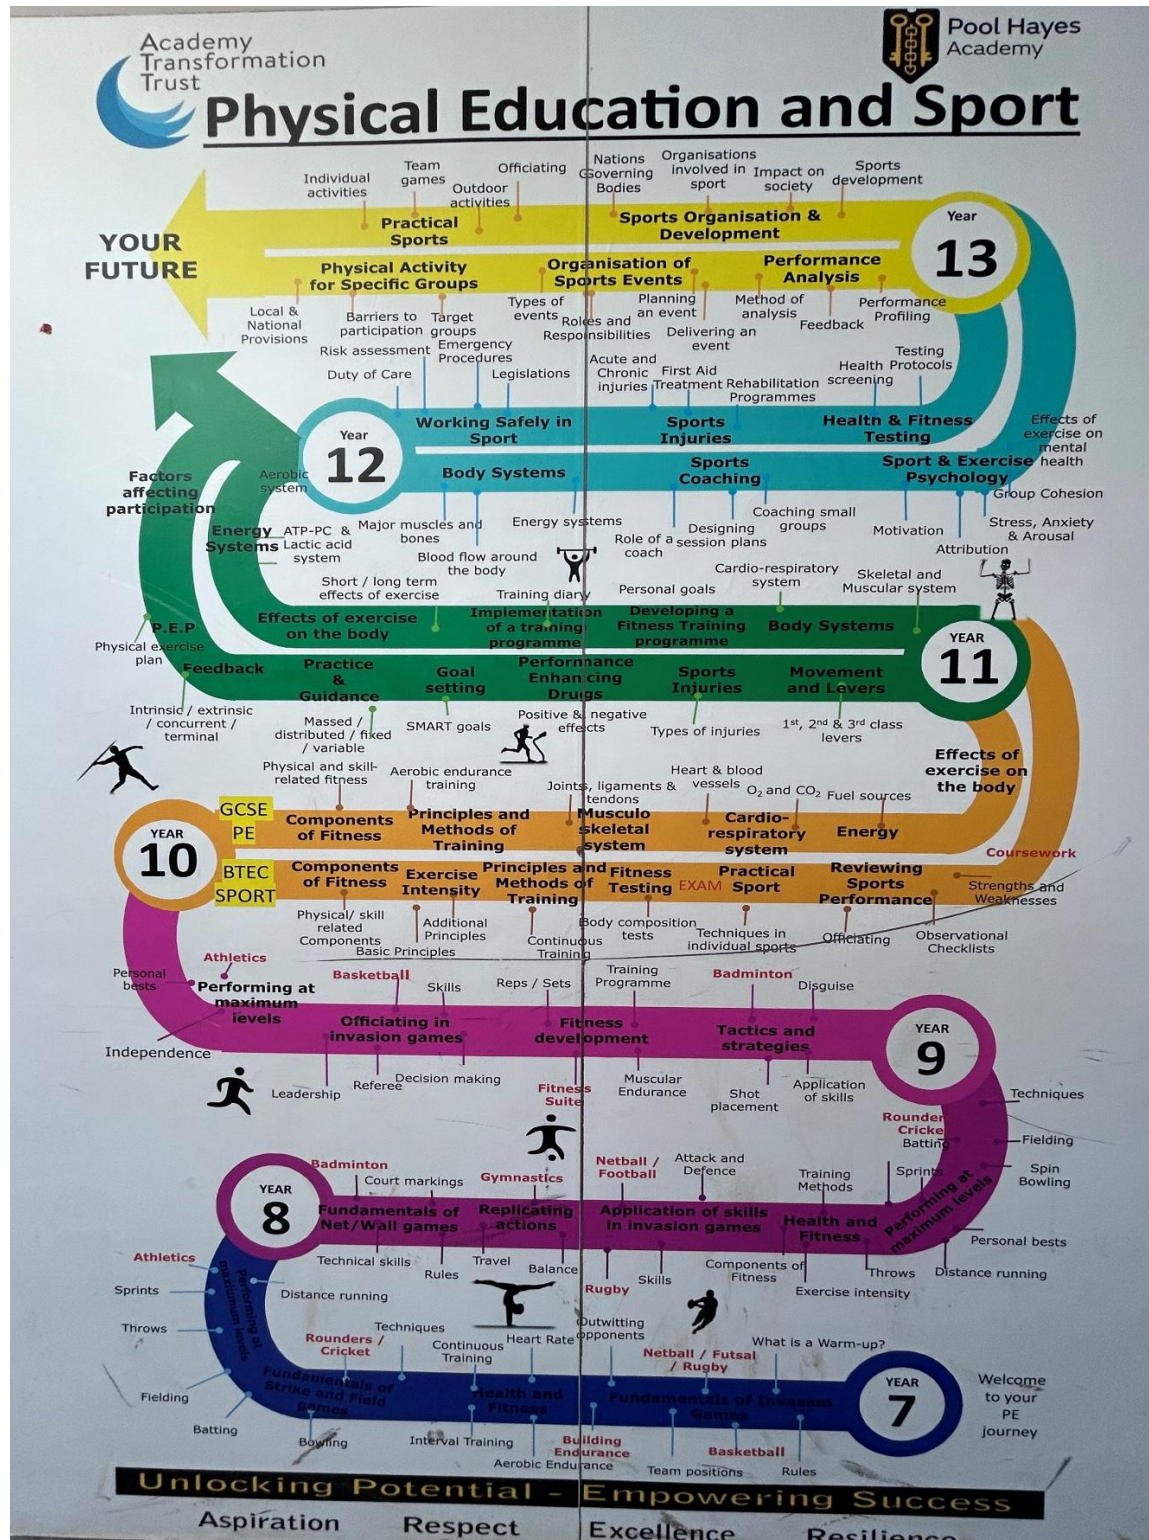 Academy
Transformation
Trust
Pool Hayes
Academy
Physical Education and Sport
Individual
activities
Team
games
Outdoor
activities
Officiating
Nations
Governing
Bodies
Organisations
involved in
sport
Impact on
society
Sports
development
Practical
Sports
Sports Organisation &
Development
Year
13
YOUR
FUTURE
Physical Activity
for Specific Groups
Organisation of
Sports Events
Performance
Analysis
Local &
National
Provisions
Barriers to
participation
Target
groups
Types of
events
Roles and
Responsibilities
Planning
an event
Delivering an
event
Method of
analysis
Feedback
Performance
Profiling
Risk assessment
Duty of Care
Emergency
Procedures
Legislations
Acute and
Chronic
injuries
First Aid
Treatment
Rehabilitation
Programmes
Health
screening
Testing
Protocols
Year
12
Working Safely in
Sport
Sports
Injuries
Health & Fitness
Testing
Effects of
exercise on
mental
health
Body Systems
Sports
Coaching
Sport & Exercise
Psychology
Major muscles and
bones
Blood flow around
the body
Energy systems
Role of a
coach
Designing
session plans
Coaching small
groups
Motivation
Attribution
Group Cohesion
Stress, Anxiety
& Arousal
Factors
affecting
participation
Aerobic
system
Energy
Systems
ATP-PC &
Lactic acid
system
Short / long term
effects of exercise
Training diary
Personal goals
Cardio-respiratory
system
Skeletal and
Muscular system
Effects of exercise
on the body
Implementation
of a training
programme
Developing a
Fitness Training
programme
Body Systems
YEAR
11
P.E.P
Physical exercise
plan
Feedback
Practice
&
Guidance
Goal
setting
Performance
Enhancing
Drugs
Sports
Injuries
Movement
and Levers
Intrinsic / extrinsic
/ concurrent /
terminal
Massed /
distributed / fixed
/ variable
SMART goals
Positive & negative
effects
Types of injuries
1st, 2nd & 3rd class
levers
Effects of
exercise on
the body
Physical and skill-
related fitness
Aerobic endurance
training
Joints, ligaments &
tendons
Heart & blood
vessels
O2 and CO2
Fuel sources
YEAR
10
GCSE
PE
Components
of Fitness
Principles and
Methods of
Training
Musculo
skeletal
system
Cardio-
respiratory
system
Energy
BTEC
SPORT
Components
of Fitness
Exercise
Intensity
Principles and
Methods of
Training
Fitness
Testing
EXAM
Practical
Sport
Reviewing
Sports
Performance
Coursework
Strengths and
Weaknesses
Physical/ skill
related
Components
Basic Principles
Additional
Principles
Continuous
Training
Body composition
tests
Techniques in
individual sports
Officiating
Observational
Checklists
Personal
bests
Athletics
Performing at
maximum
levels
Independence
Basketball
Skills
Reps / Sets
Training
Programme
Badminton
Disguise
Officiating in
invasion games
Fitness
development
Tactics and
strategies
YEAR
9
Leadership
Referee
Decision making
Fitness
Suite
Muscular
Endurance
Shot
placement
Application
of skills
Techniques
Rounder
Cricke
Batting
Fielding
Spin
Bowling
Sprints
Performing at
maximum levels
Personal bests
Distance running
YEAR
8
Badminton
Court markings
Gymnastics
Netball /
Football
Attack and
Defence
Training
Methods
Fundamentals of
Net/Wall games
Replicating
actions
Application of skills
in invasion games
Health and
Fitness
Technical skills
Rules
Travel
Balance
Rugby
Skills
Components of
Fitness
Exercise intensity
Throws
Athletics
Sprints
Throws
Performing at
maxiumum levels
Distance running
Fielding
Batting
Bowling
Rounders /
Cricket
Techniques
Continuous
Training
Heart Rate
Outwitting
opponents
Netball / Futsal
/ Rugby
What is a Warm-up?
Fundamentals of
Strike and Field
games
Health and
Fitness
Fundamentals of Invasion
Games
YEAR
7
Welcome
to your
PE
journey
Interval Training
Aerobic Endurance
Building
Endurance
Team positions
Basketball
Rules
Unlocking Potential - Empowering Success
Aspiration Respect Excellence Resilience